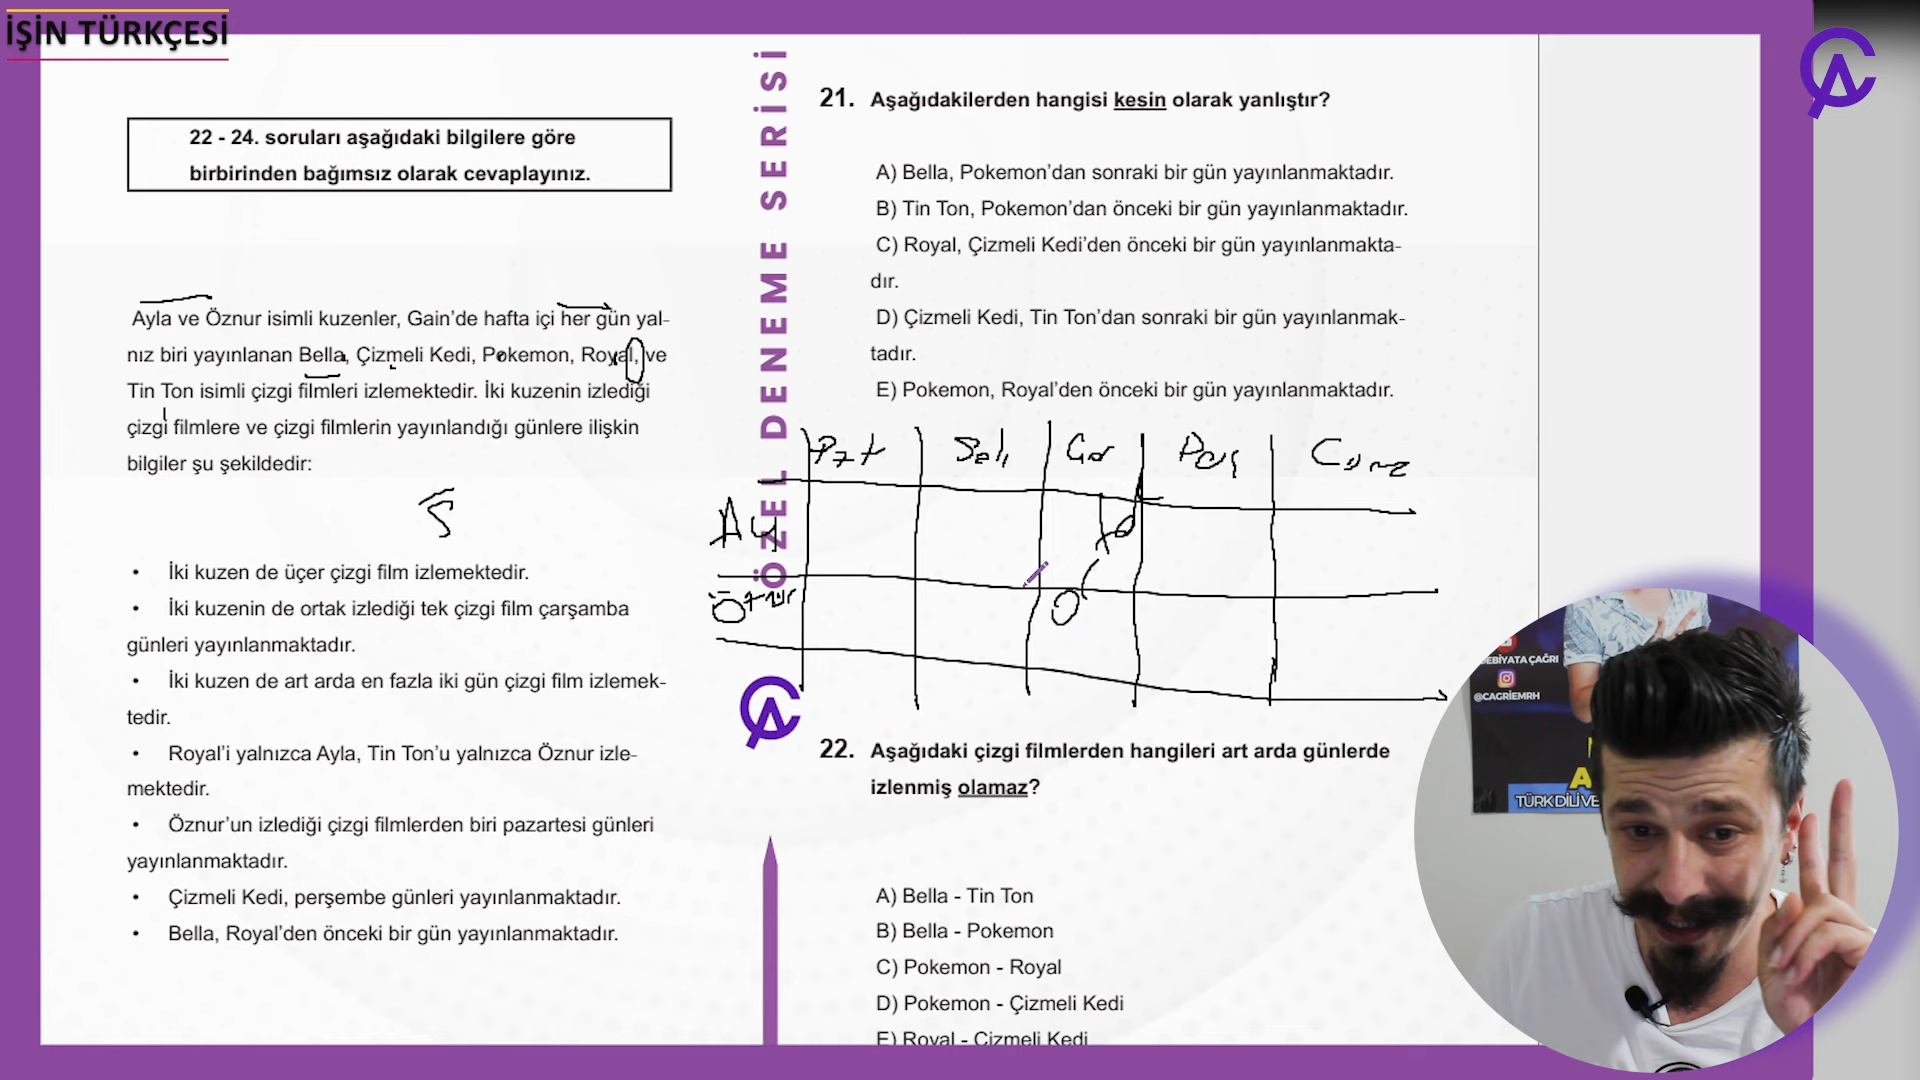 İŞİN TÜRKÇESİ
22 - 24. soruları aşağıdaki bilgilere göre
birbirinden bağımsız olarak cevaplayınız.
Ayla ve Öznur isimli kuzenler, Gain’de hafta içi her gün yal-
nız biri yayınlanan Bella, Çizmeli Kedi, Pokemon, Royal, ve
Tin Ton isimli çizgi filmleri izlemektedir. İki kuzenin izlediği
çizgi filmlere ve çizgi filmlerin yayınlandığı günlere ilişkin
bilgiler şu şekildedir:
5
• İki kuzen de üçer çizgi film izlemektedir.
• İki kuzenin de ortak izlediği tek çizgi film çarşamba
günleri yayınlanmaktadır.
• İki kuzen de art arda en fazla iki gün çizgi film izlemek-
tedir.
• Royal’i yalnızca Ayla, Tin Ton’u yalnızca Öznur izle-
mektedir.
• Öznur’un izlediği çizgi filmlerden biri pazartesi günleri
yayınlanmaktadır.
• Çizmeli Kedi, perşembe günleri yayınlanmaktadır.
• Bella, Royal’den önceki bir gün yayınlanmaktadır.
ÖZEL DENEME SERİSİ
21. Aşağıdakilerden hangisi kesin olarak yanlıştır?
A) Bella, Pokemon’dan sonraki bir gün yayınlanmaktadır.
B) Tin Ton, Pokemon’dan önceki bir gün yayınlanmaktadır.
C) Royal, Çizmeli Kedi’den önceki bir gün yayınlanmakta-
dır.
D) Çizmeli Kedi, Tin Ton’dan sonraki bir gün yayınlanmak-
tadır.
E) Pokemon, Royal’den önceki bir gün yayınlanmaktadır.
Pzt Salı Çar Perş Cuma
Ay
Öznur
22. Aşağıdaki çizgi filmlerden hangileri art arda günlerde
izlenmiş olamaz?
A) Bella - Tin Ton
B) Bella - Pokemon
C) Pokemon - Royal
D) Pokemon - Çizmeli Kedi
E) Royal - Çizmeli Kedi
EBİYATA ÇAĞRI
@CAGRİEMRH
TÜRK DİLİ VE